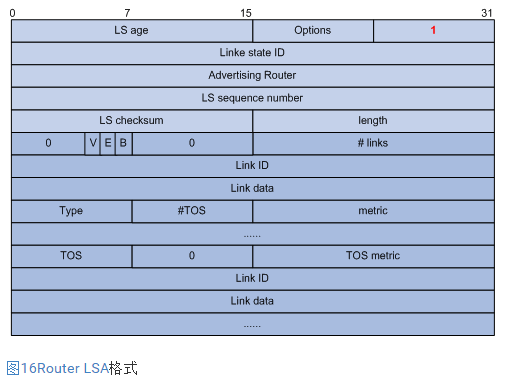 0 7 15 31
LS age Options 1
Linke state ID
Advertising Router
LS sequence number
LS checksum length
0 V E B 0 # links
Link ID
Link data
Type #TOS metric
......
TOS 0 TOS metric
Link ID
Link data
......
图16Router LSA格式